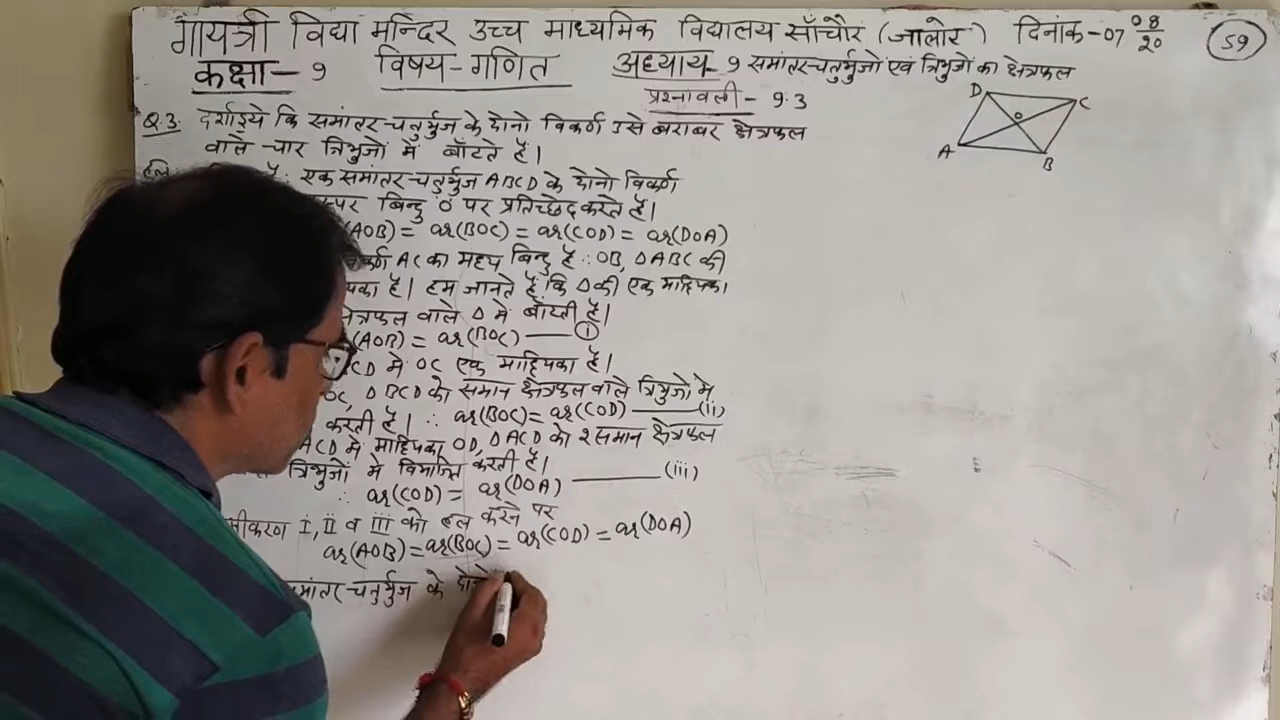 गायत्री विद्या मन्दिर उच्च माध्यमिक विद्यालय साँचौर (जालोर) दिनांक-07 08/20
59
कक्षा-9 विषय-गणित अध्याय-9 समांतर चतुर्भुजो एवं त्रिभुजो का क्षेत्रफल
प्रश्नावली-9.3
D C
O
A B
Q.3. दर्शाइये कि समांतर चतुर्भुज के दोनो विकर्ण उसे बराबर क्षेत्रफल
वाले चार त्रिभुजों में बाँटते हैं।
है: एक समांतर चतुर्भुज ABCD के दोनो विकर्ण
बिन्दु O पर प्रतिच्छेद करते हैं।
(AOB) = ar(BOC) = ar(COD) = ar(DOA)
AC का मध्य बिन्दु है ∴ OB, ΔABC की
है। हम जानते हैं कि Δ की एक माध्यिका
वाले Δ में बाँटती है।
(AOB) = ar(BOC) —— (i)
CD में OC एक माध्यिका है।
OC, ΔBCD को समान क्षेत्रफल वाले त्रिभुजो मे
करती है। ∴ ar(BOC) = ar(COD) —— (ii)
ACD में माध्यिका OD, ΔACD को 2 समान क्षेत्रफल
त्रिभुजों में विभाजित करती है।
∴ ar(COD) = ar(DOA) —— (iii)
I, II व III को हल करने पर
ar(AOB) = ar(BOC) = ar(COD) = ar(DOA)
चतुर्भुज के दोनो